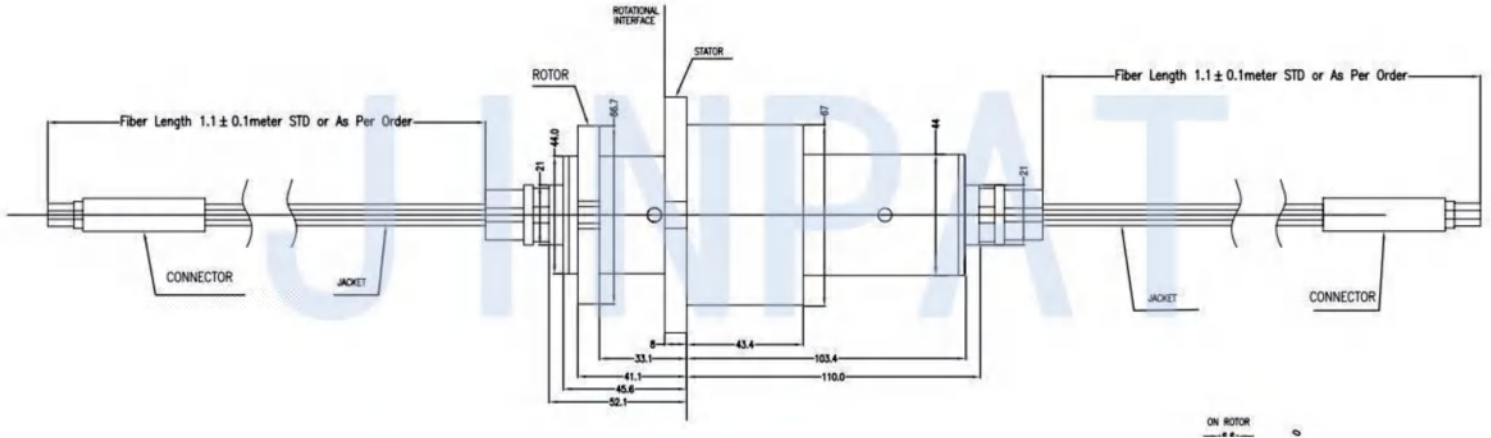 ROTATIONAL
INTERFACE
STATOR
ROTOR
Fiber Length 1.1 ± 0.1meter STD or As Per Order
Fiber Length 1.1 ± 0.1meter STD or As Per Order
66.7
67
44.0
44
21
21
JINPAT
CONNECTOR
JACKET
JACKET
CONNECTOR
8
43.4
33.1
103.4
41.1
110.0
45.6
52.1
ON ROTOR